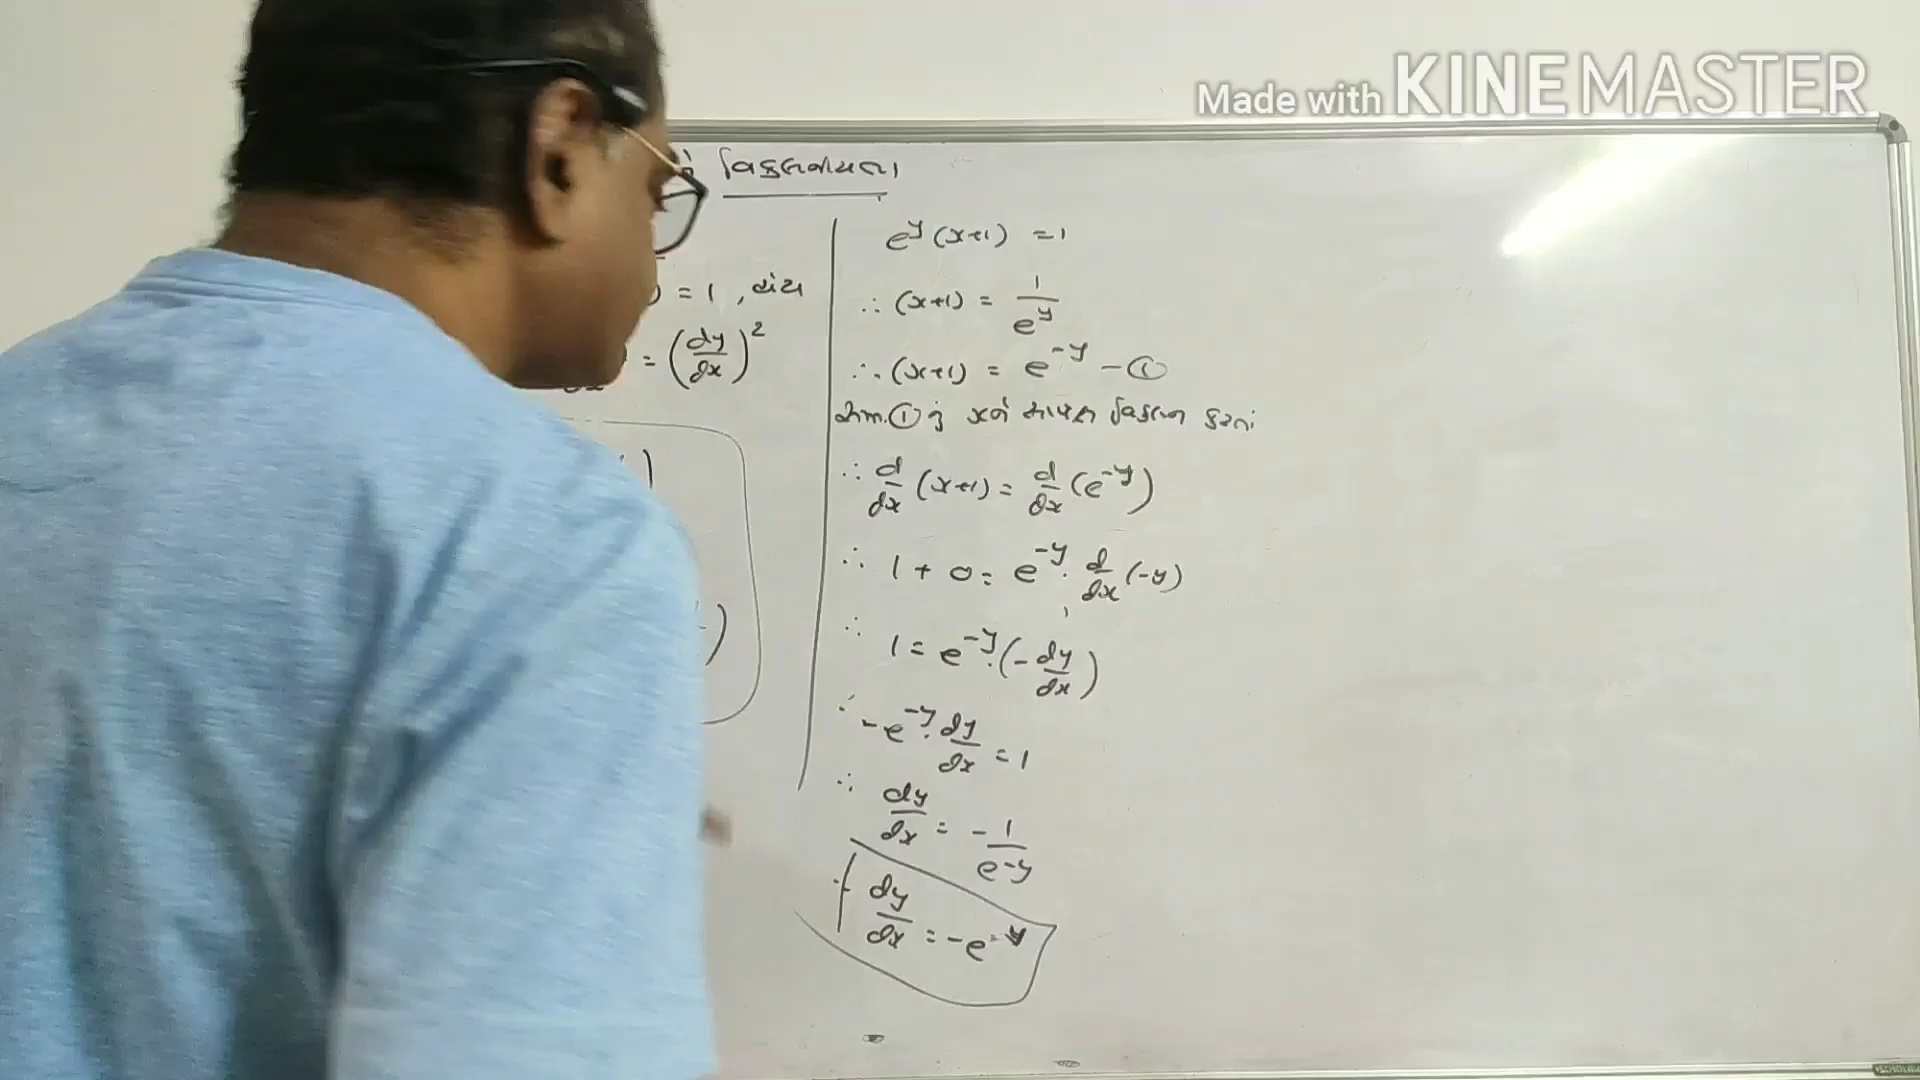 Made with KINEMASTER
વિકલનીયતા
= 1 , હોય
= (dy/dx)²
e^y (x+1) = 1
∴ (x+1) = 1/e^y
∴ (x+1) = e^-y - ①
સમ. ① નું x ને સાપેક્ષ વિકલન કરતાં
∴ d/dx (x+1) = d/dx (e^-y)
∴ 1 + 0 = e^-y . d/dx (-y)
∴ 1 = e^-y . (- dy/dx)
∴ -e^-y . dy/dx = 1
∴ dy/dx = - 1/e^-y
dy/dx = -e^y